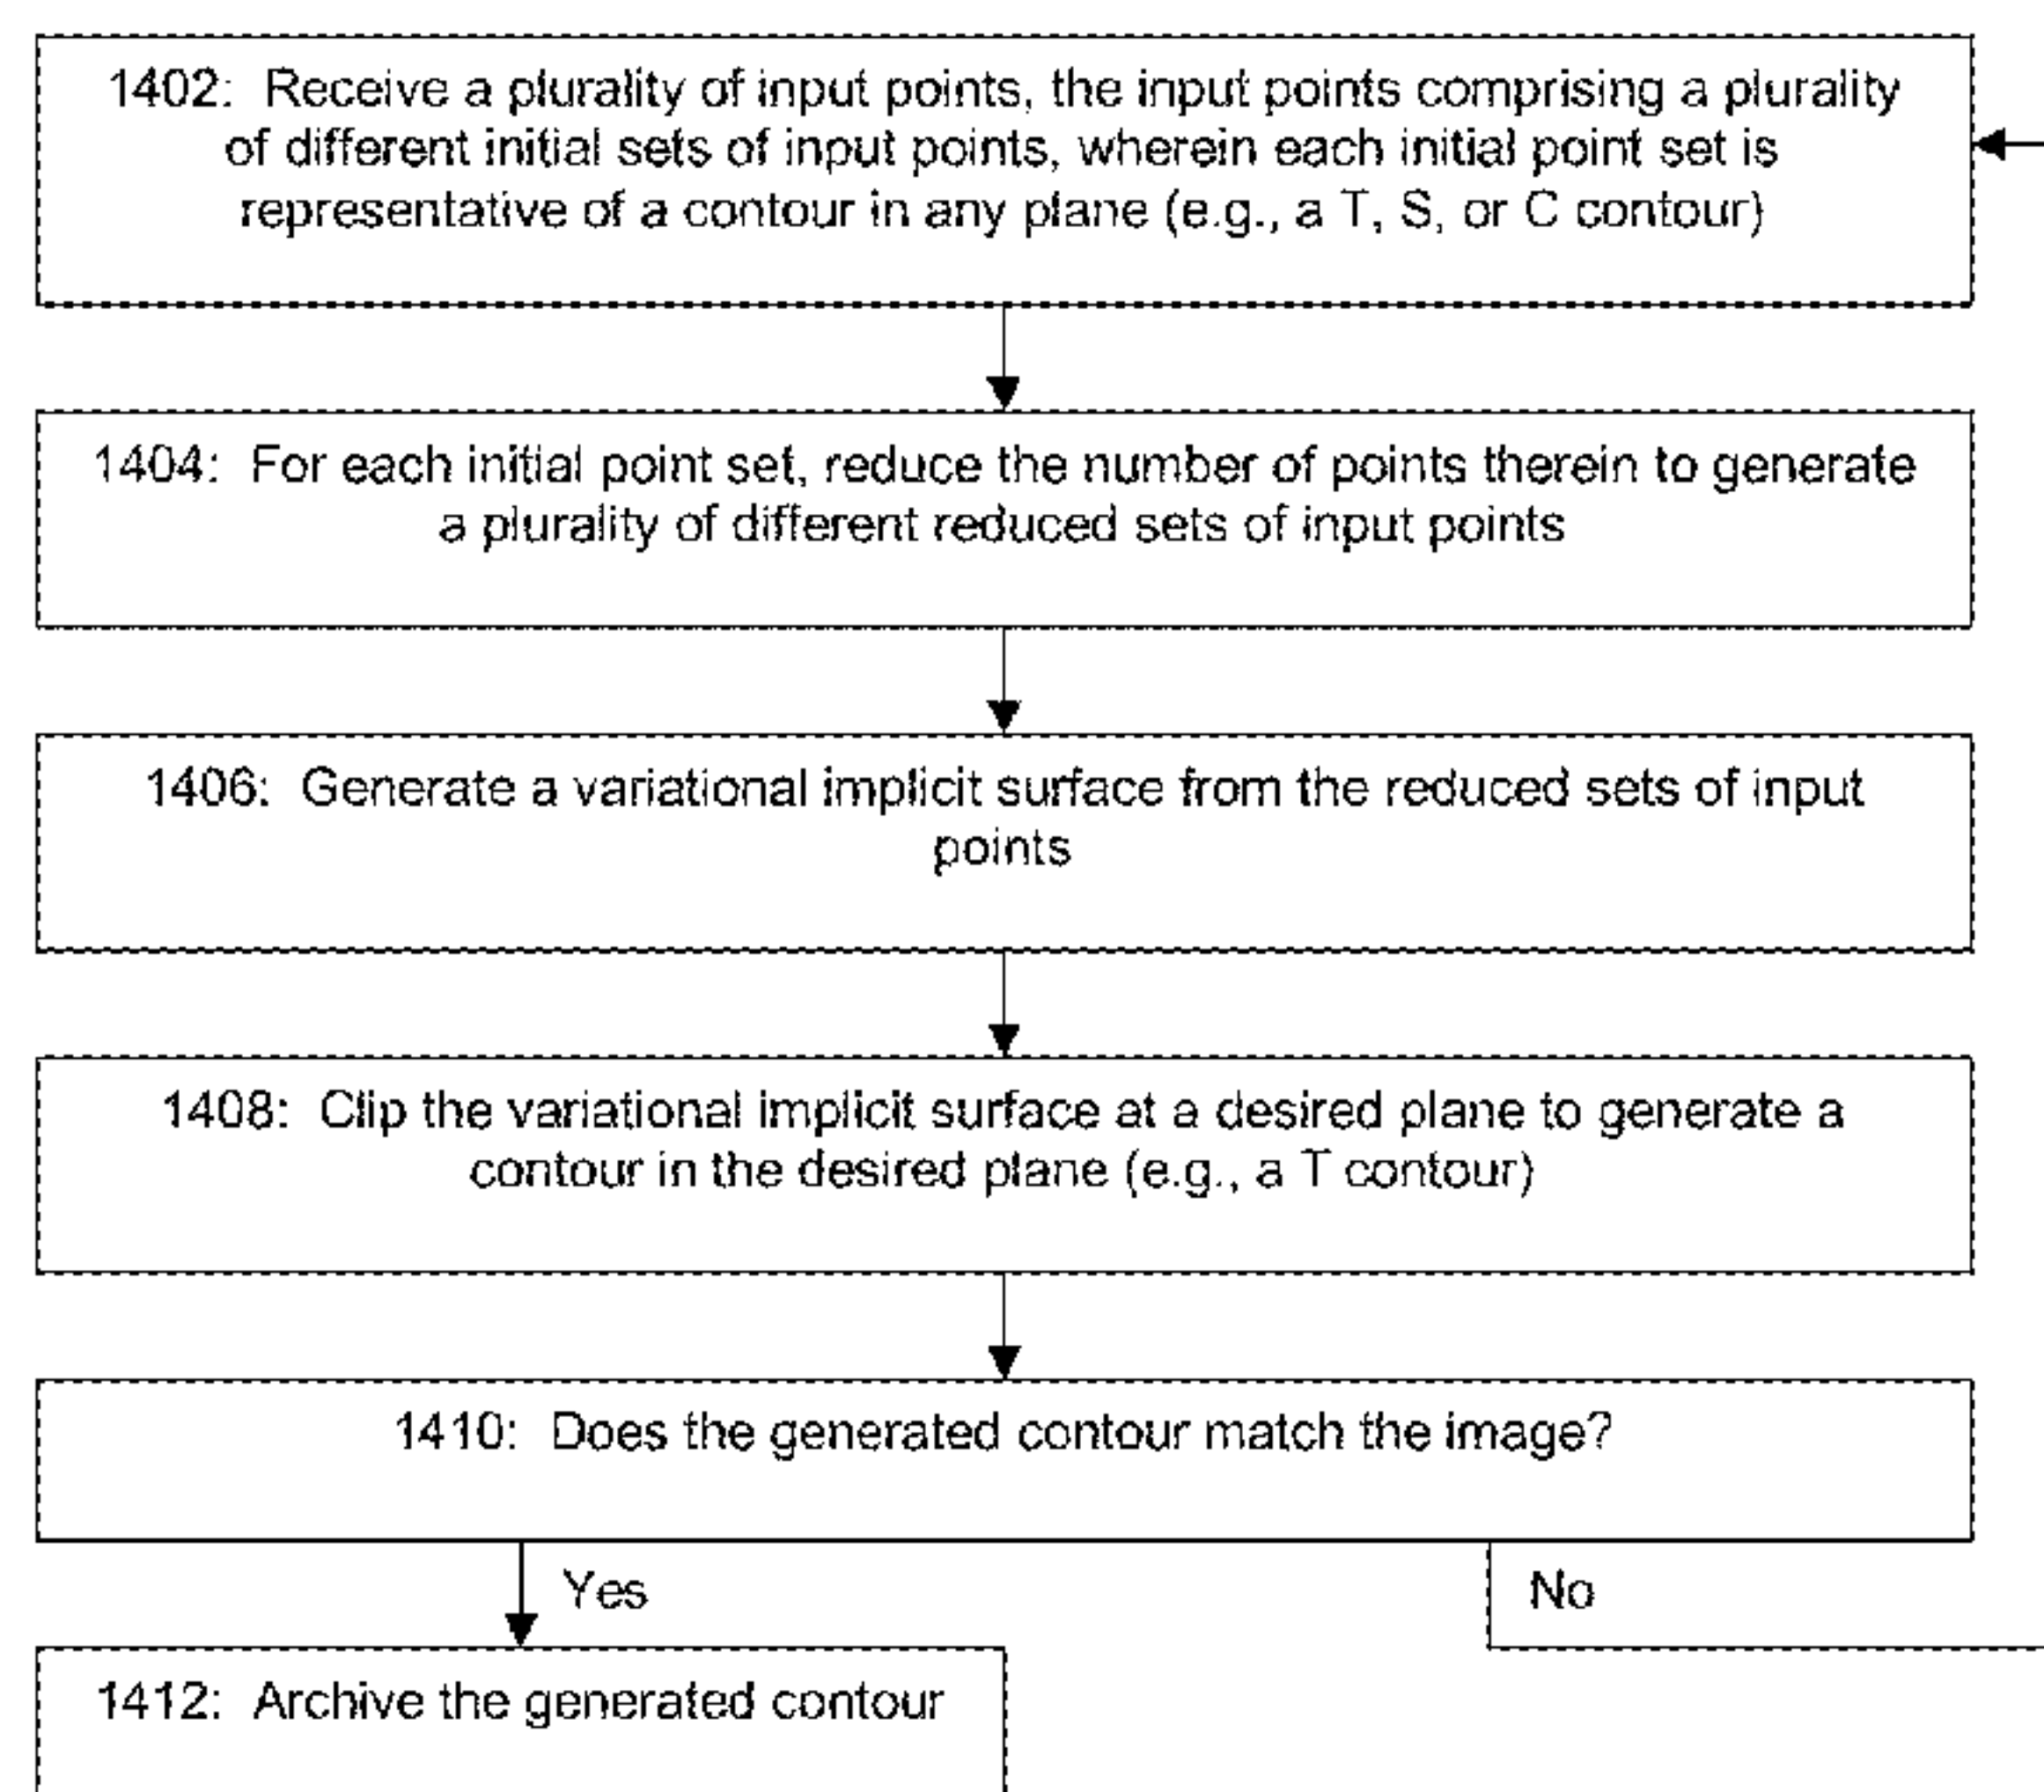 1402: Receive a plurality of input points, the input points comprising a plurality
of different initial sets of input points, wherein each initial point set is
representative of a contour in any plane (e.g., a T, S, or C contour)
1404: For each initial point set, reduce the number of points therein to generate
a plurality of different reduced sets of input points
1406: Generate a variational implicit surface from the reduced sets of input
points
1408: Clip the variational implicit surface at a desired plane to generate a
contour in the desired plane (e.g., a T contour)
1410: Does the generated contour match the image?
Yes
No
1412: Archive the generated contour